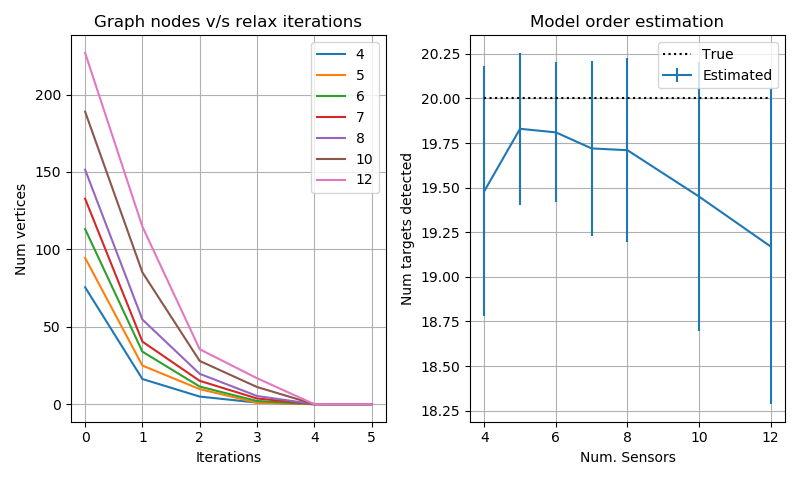 Graph nodes v/s relax iterations
Num vertices
200
150
100
50
0
0 1 2 3 4 5
Iterations
4
5
6
7
8
10
12
Model order estimation
Num targets detected
20.25
20.00
19.75
19.50
19.25
19.00
18.75
18.50
18.25
4 6 8 10 12
Num. Sensors
True
Estimated